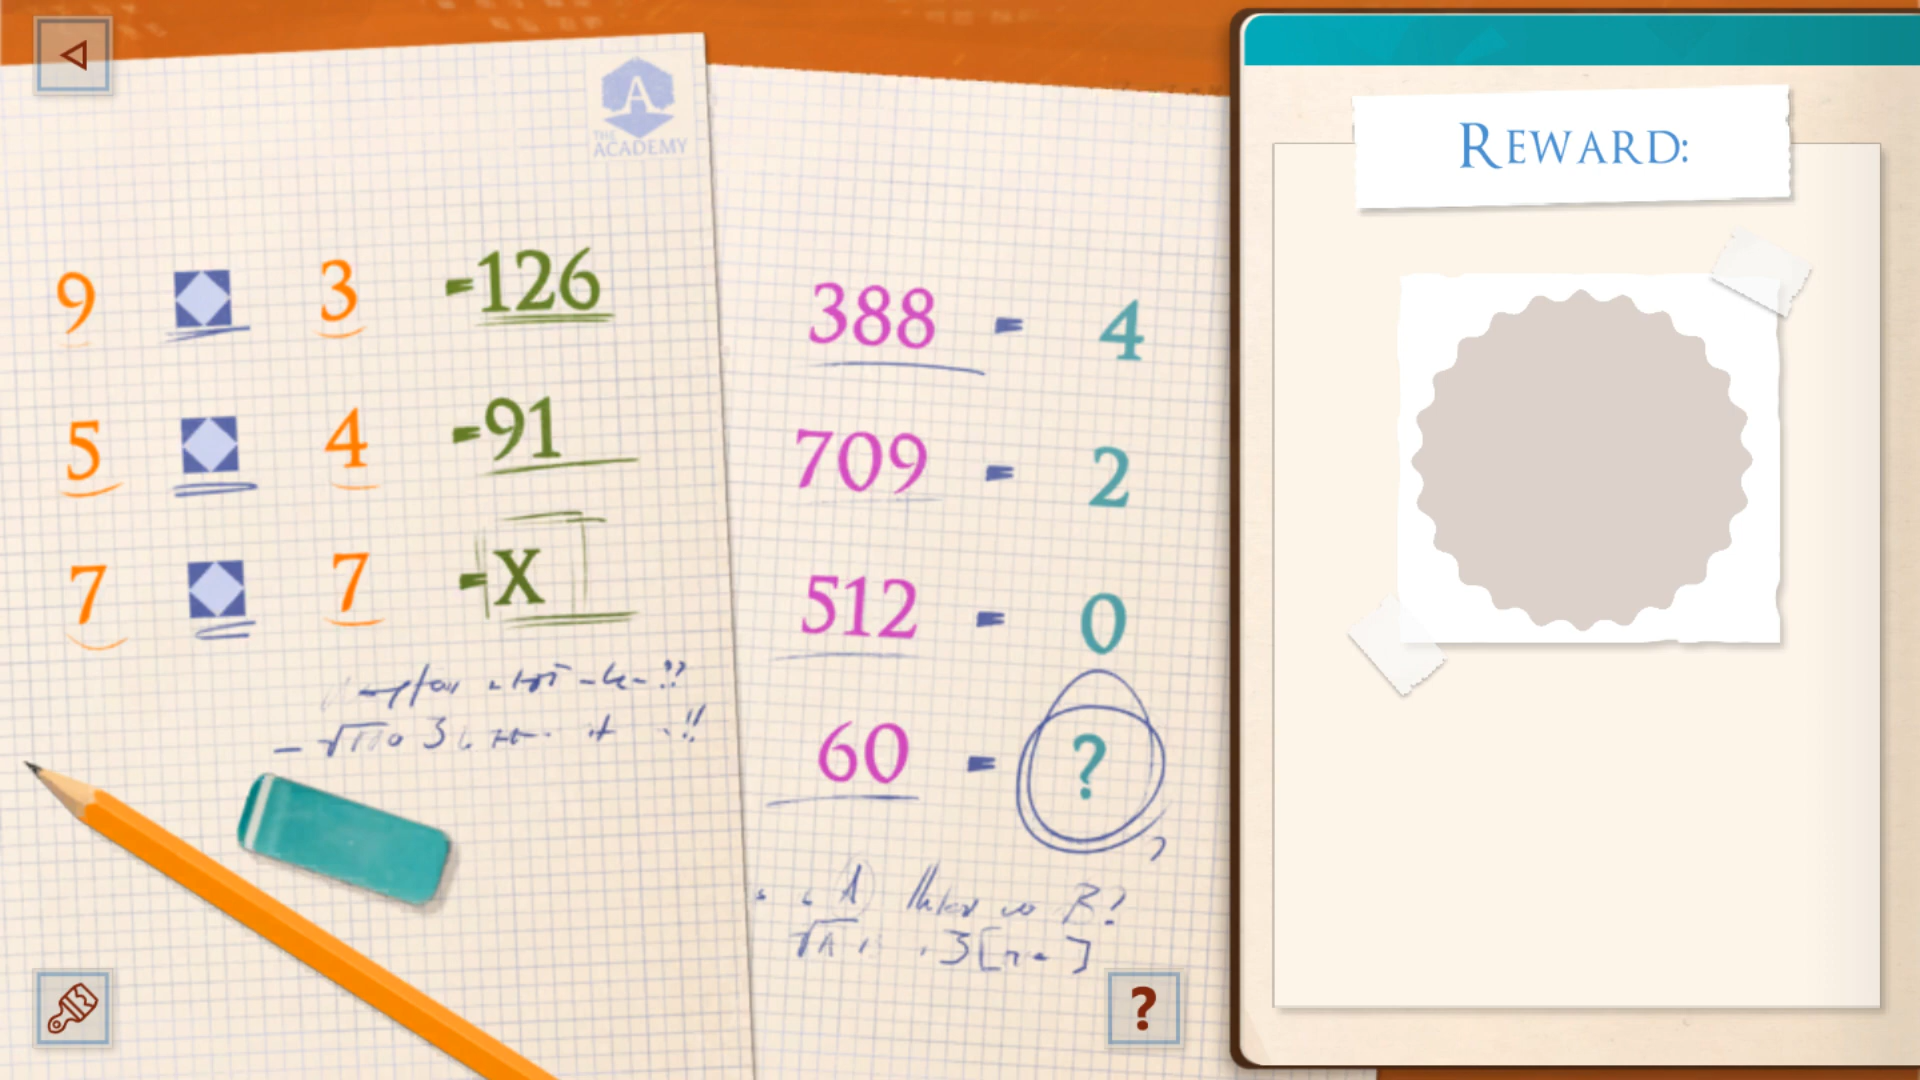 THE
ACADEMY
9 3 =126
5 4 =91
7 7 =X
388 = 4
709 = 2
512 = 0
60 = ?
?
REWARD: